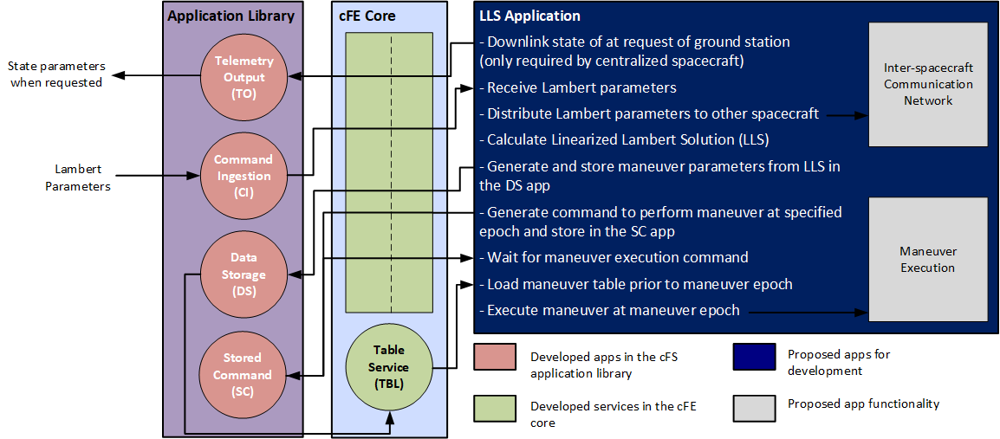 Application Library
cFE Core
LLS Application
State parameters
when requested
Lambert
Parameters
Telemetry
Output
(TO)
Command
Ingestion
(CI)
Data
Storage
(DS)
Stored
Command
(SC)
Table
Service
(TBL)
- Downlink state of at request of ground station
(only required by centralized spacecraft)
- Receive Lambert parameters
- Distribute Lambert parameters to other spacecraft
- Calculate Linearized Lambert Solution (LLS)
- Generate and store maneuver parameters from LLS in
the DS app
- Generate command to perform maneuver at specified
epoch and store in the SC app
- Wait for maneuver execution command
- Load maneuver table prior to maneuver epoch
- Execute maneuver at maneuver epoch
Inter-spacecraft
Communication
Network
Maneuver
Execution
Developed apps in the cFS
application library
Proposed apps for
development
Developed services in the cFE
core
Proposed app functionality